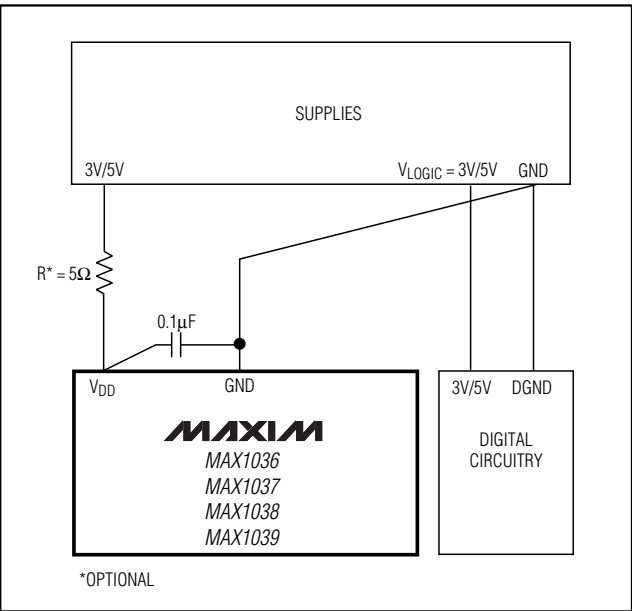 SUPPLIES
3V/5V
VLOGIC = 3V/5V
GND
R* = 5Ω
0.1μF
VDD
GND
3V/5V
DGND
MAXIM
MAX1036
MAX1037
MAX1038
MAX1039
DIGITAL
CIRCUITRY
*OPTIONAL